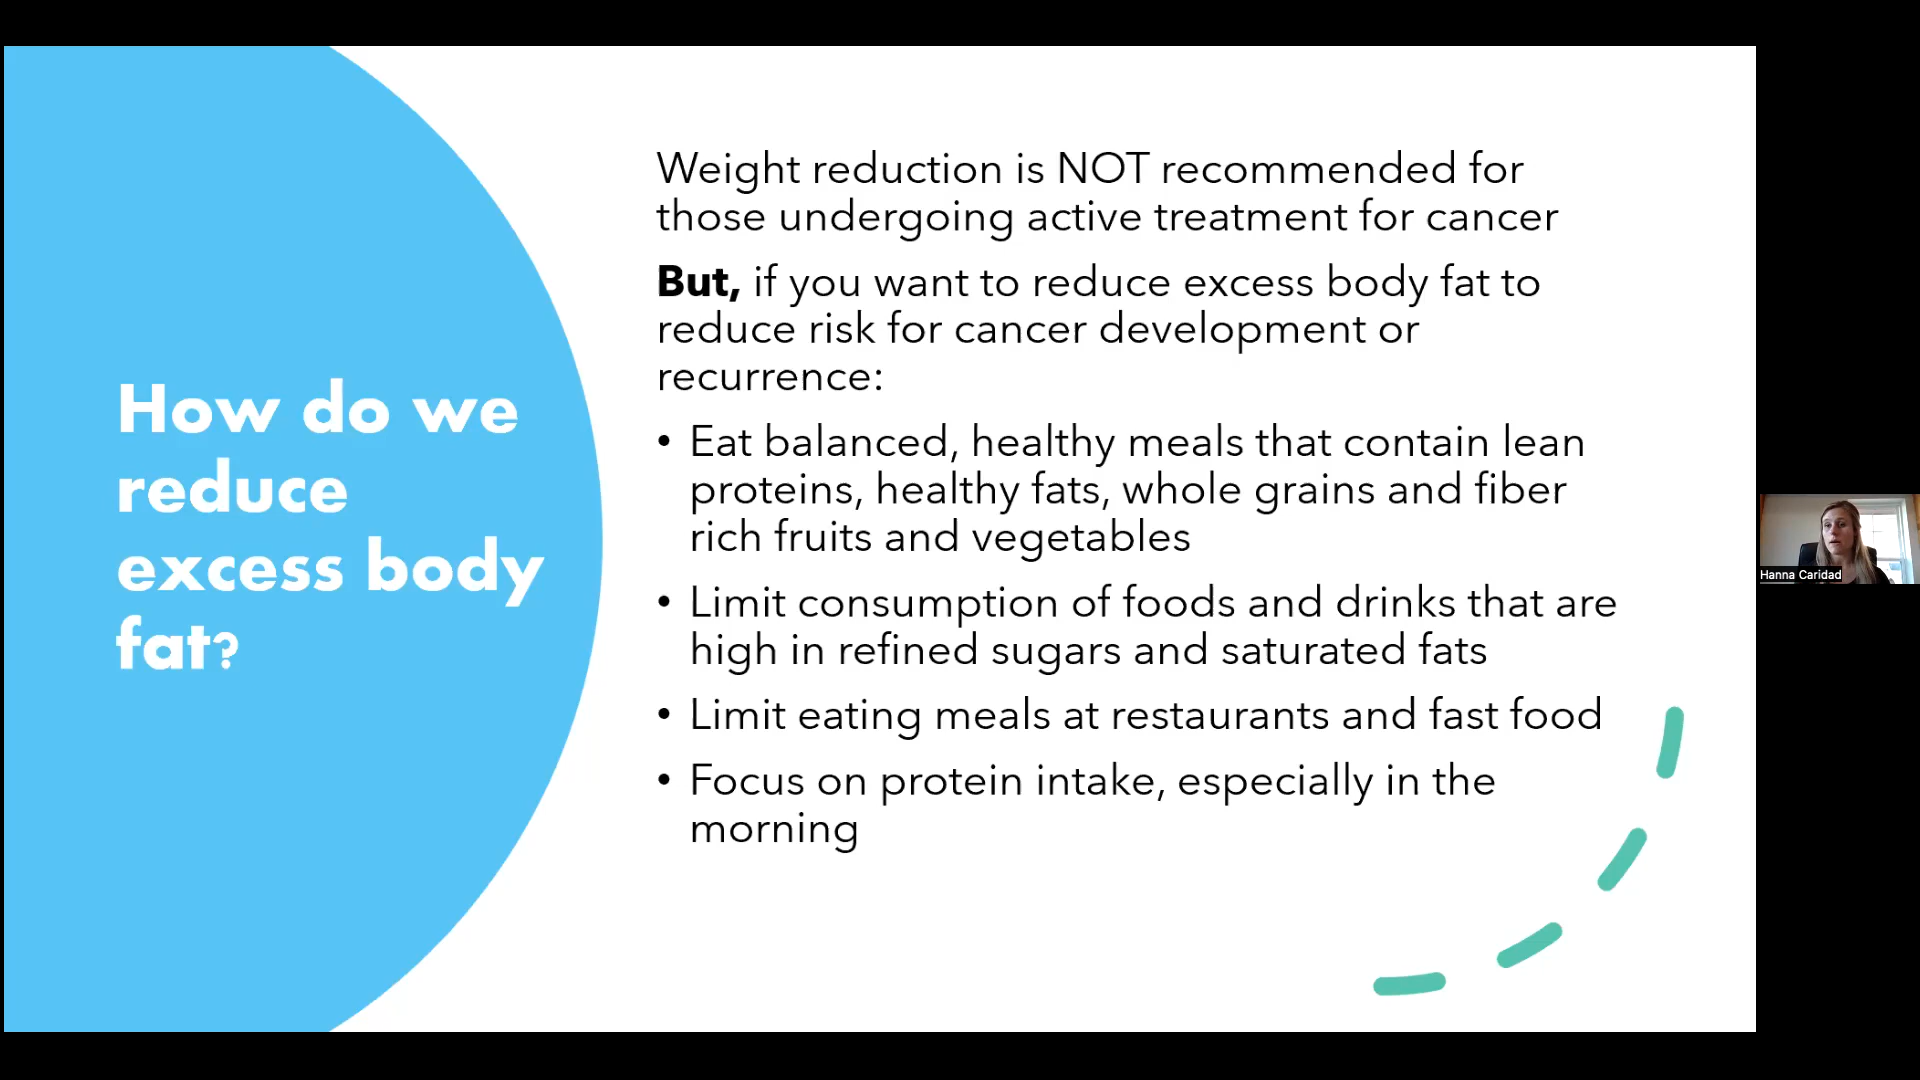 How do we
reduce
excess body
fat?
Weight reduction is NOT recommended for
those undergoing active treatment for cancer
But, if you want to reduce excess body fat to
reduce risk for cancer development or
recurrence:
• Eat balanced, healthy meals that contain lean
proteins, healthy fats, whole grains and fiber
rich fruits and vegetables
• Limit consumption of foods and drinks that are
high in refined sugars and saturated fats
• Limit eating meals at restaurants and fast food
• Focus on protein intake, especially in the
morning
Hanna Caridad